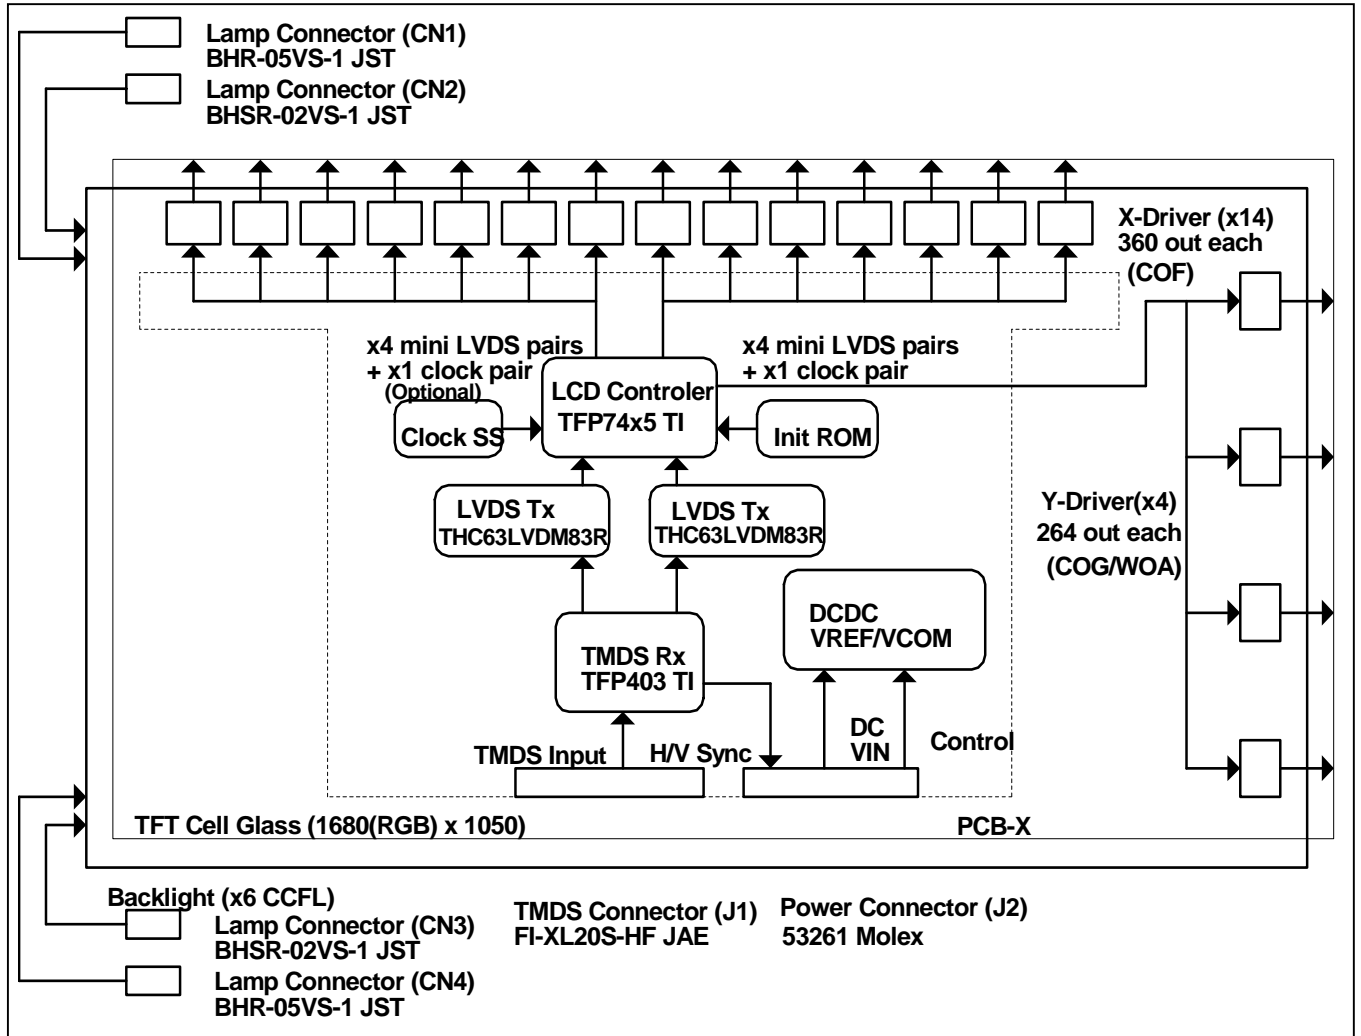 Lamp Connector (CN1)
BHR-05VS-1 JST
Lamp Connector (CN2)
BHSR-02VS-1 JST
X-Driver (x14)
360 out each
(COF)
x4 mini LVDS pairs
+ x1 clock pair
(Optional)
x4 mini LVDS pairs
+ x1 clock pair
LCD Controler
TFP74x5 TI
Clock SS
Init ROM
LVDS Tx
THC63LVDM83R
LVDS Tx
THC63LVDM83R
Y-Driver(x4)
264 out each
(COG/WOA)
DCDC
VREF/VCOM
TMDS Rx
TFP403 TI
TMDS Input
H/V Sync
DC
VIN
Control
TFT Cell Glass (1680(RGB) x 1050)
PCB-X
Backlight (x6 CCFL)
Lamp Connector (CN3)
BHSR-02VS-1 JST
TMDS Connector (J1)
FI-XL20S-HF JAE
Power Connector (J2)
53261 Molex
Lamp Connector (CN4)
BHR-05VS-1 JST